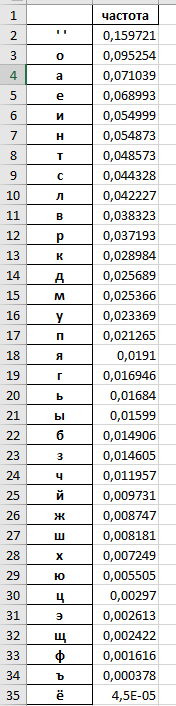 1 частота
2 ' ' 0,159721
3 о 0,095254
4 а 0,071039
5 е 0,068993
6 и 0,054999
7 н 0,054873
8 т 0,048573
9 с 0,044328
10 л 0,042227
11 в 0,038323
12 р 0,037193
13 к 0,028984
14 д 0,025689
15 м 0,025366
16 у 0,023369
17 п 0,021265
18 я 0,0191
19 г 0,016946
20 ь 0,01684
21 ы 0,01599
22 б 0,014906
23 з 0,014605
24 ч 0,011957
25 й 0,009731
26 ж 0,008747
27 ш 0,008181
28 х 0,007249
29 ю 0,005505
30 ц 0,00297
31 э 0,002613
32 щ 0,002422
33 ф 0,001616
34 ъ 0,000378
35 ё 4,5E-05